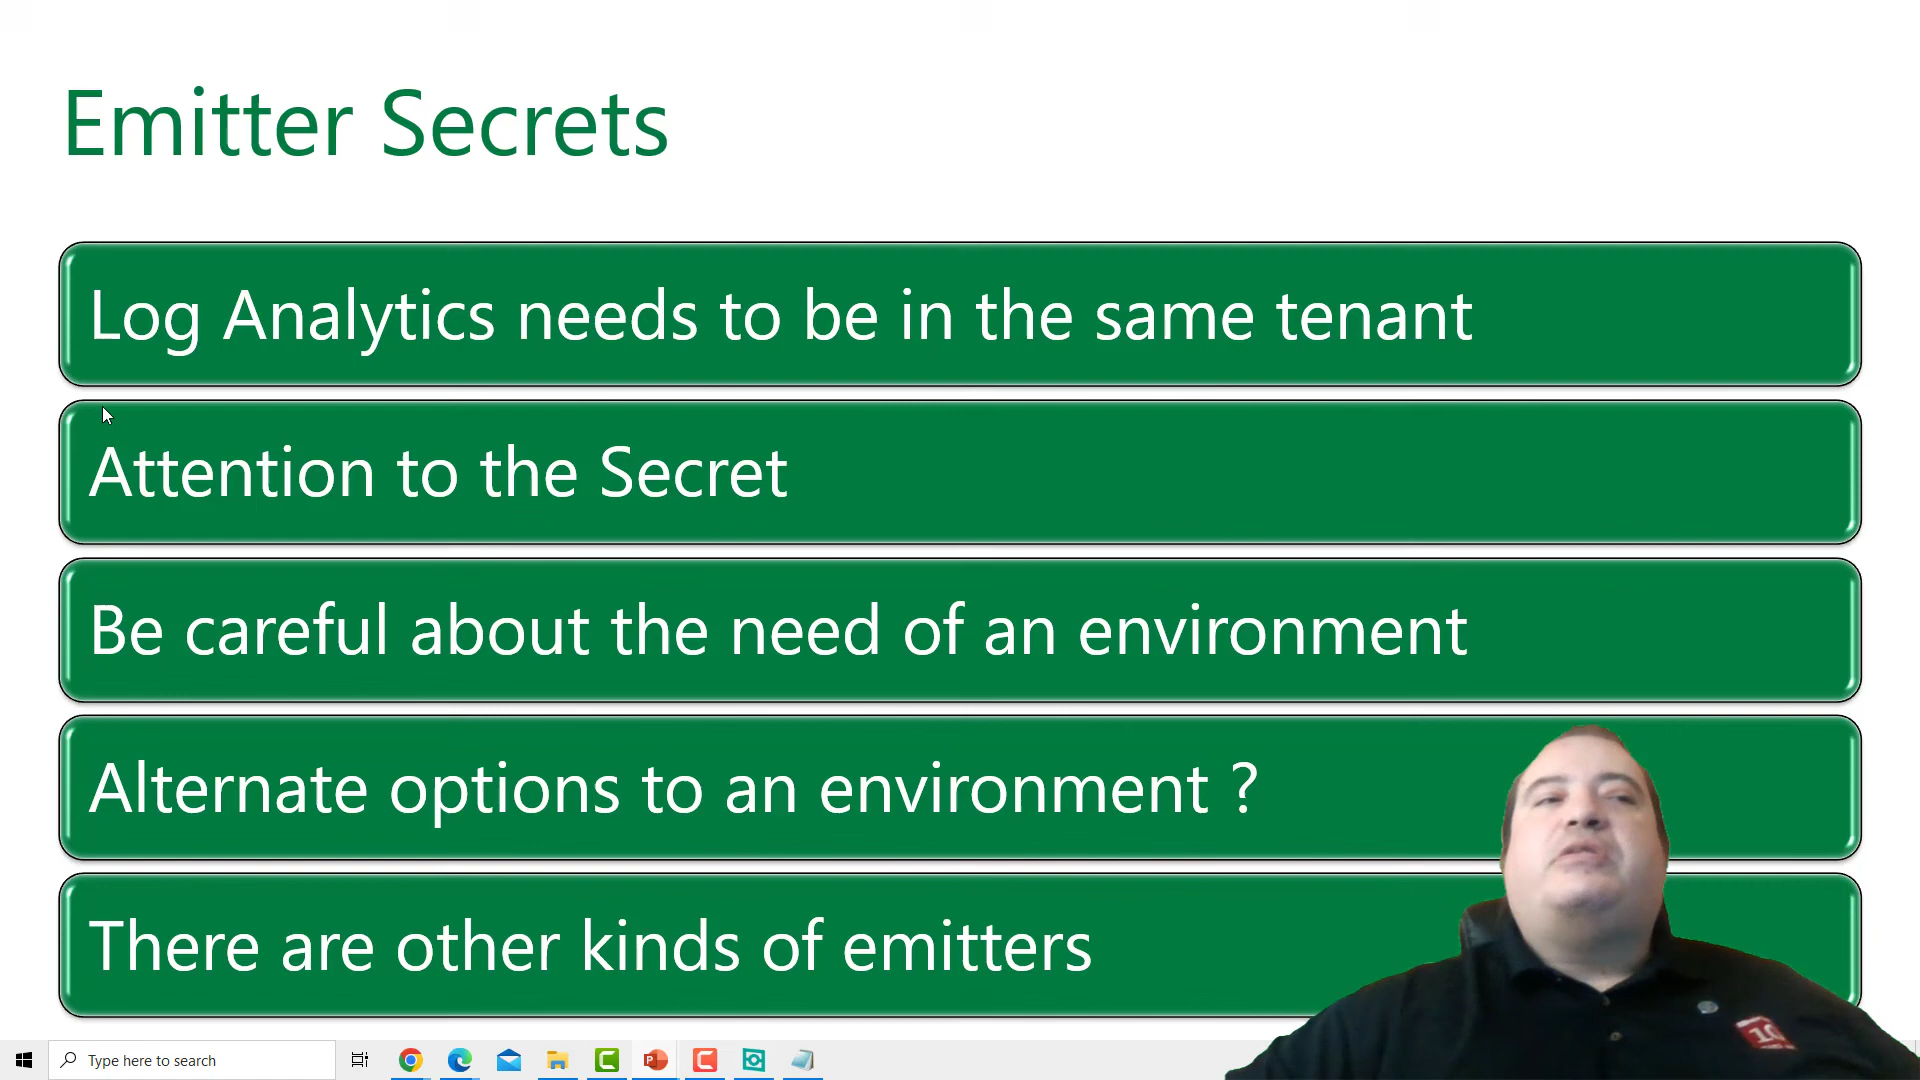 Emitter Secrets
Log Analytics needs to be in the same tenant
Attention to the Secret
Be careful about the need of an environment
Alternate options to an environment ?
There are other kinds of emitters
Type here to search